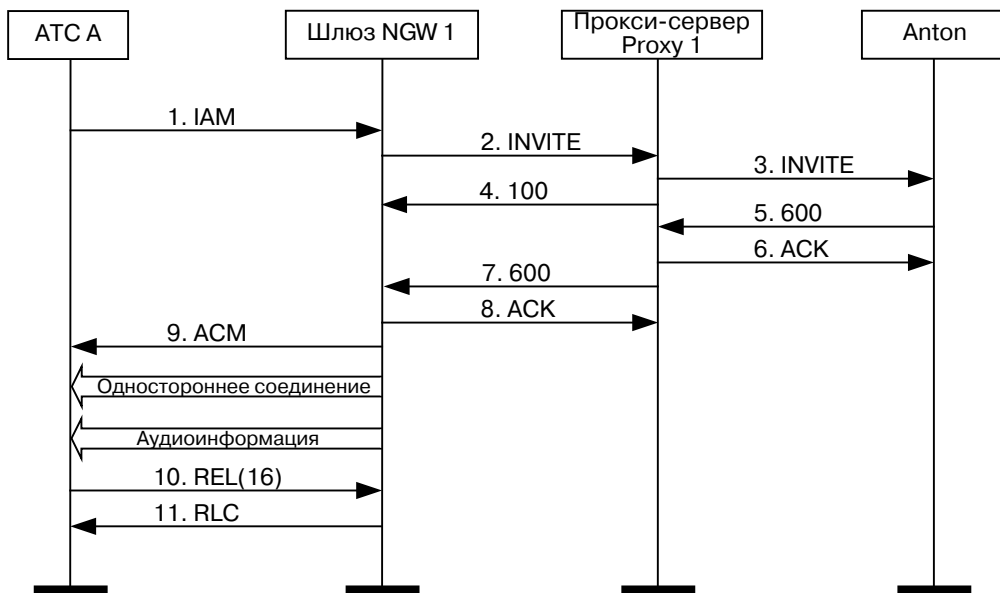 АТС А
Шлюз NGW 1
Прокси-сервер
Proxy 1
Anton
1. IAM
2. INVITE
3. INVITE
4. 100
5. 600
6. ACK
7. 600
8. ACK
9. ACM
Одностороннее соединение
Аудиоинформация
10. REL(16)
11. RLC